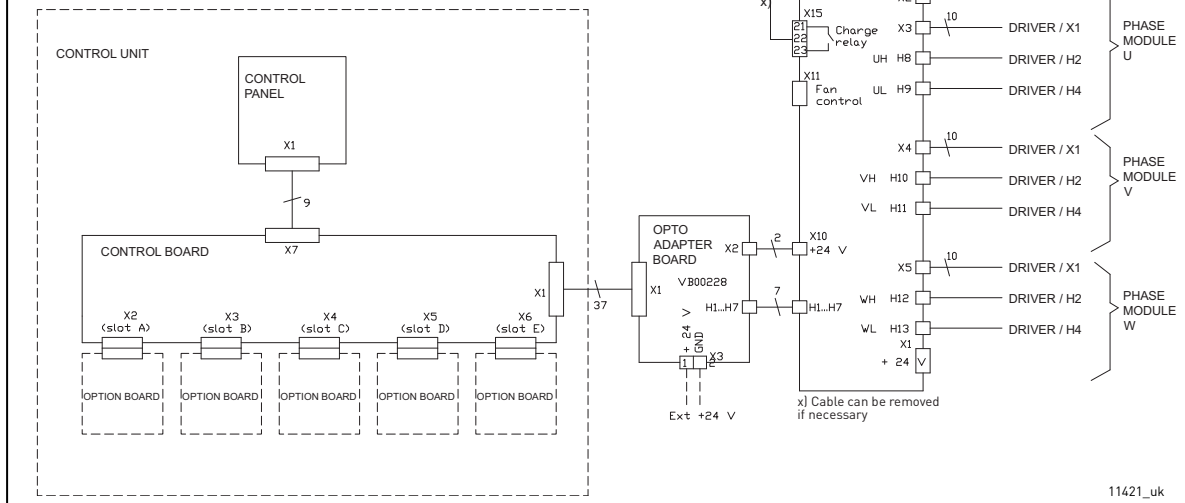 CONTROL UNIT
CONTROL
PANEL
X1
9
X7
CONTROL BOARD
X1
37
X2
(slot A)
X3
(slot B)
X4
(slot C)
X5
(slot D)
X6
(slot E)
OPTION BOARD
OPTION BOARD
OPTION BOARD
OPTION BOARD
OPTION BOARD
OPTO
ADAPTER
BOARD
VB00228
X1
X2
2
H1...H7
7
+ 24 V
GND
1
2
X3
Ext +24 V
x)
X15
21
22
23
Charge
relay
X11
Fan
control
X10
+24 V
H1...H7
X3
10
DRIVER / X1
UH H8
DRIVER / H2
UL H9
DRIVER / H4
PHASE
MODULE
U
X4
10
DRIVER / X1
VH H10
DRIVER / H2
VL H11
DRIVER / H4
PHASE
MODULE
V
X5
10
DRIVER / X1
WH H12
DRIVER / H2
WL H13
DRIVER / H4
PHASE
MODULE
W
X1
+ 24 V
x) Cable can be removed
if necessary
11421_uk